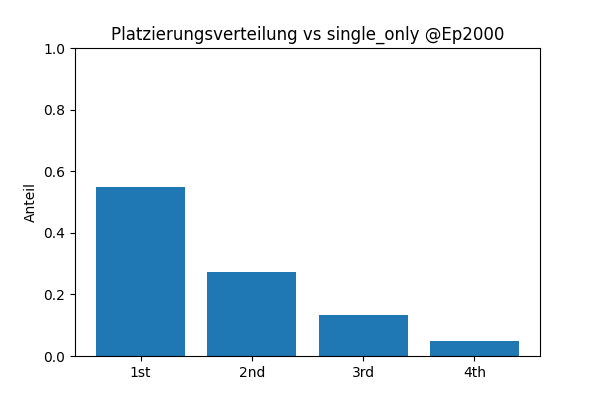 Platzierungsverteilung vs single_only @Ep2000
1.0
0.8
0.6
0.4
0.2
0.0
Anteil
1st
2nd
3rd
4th